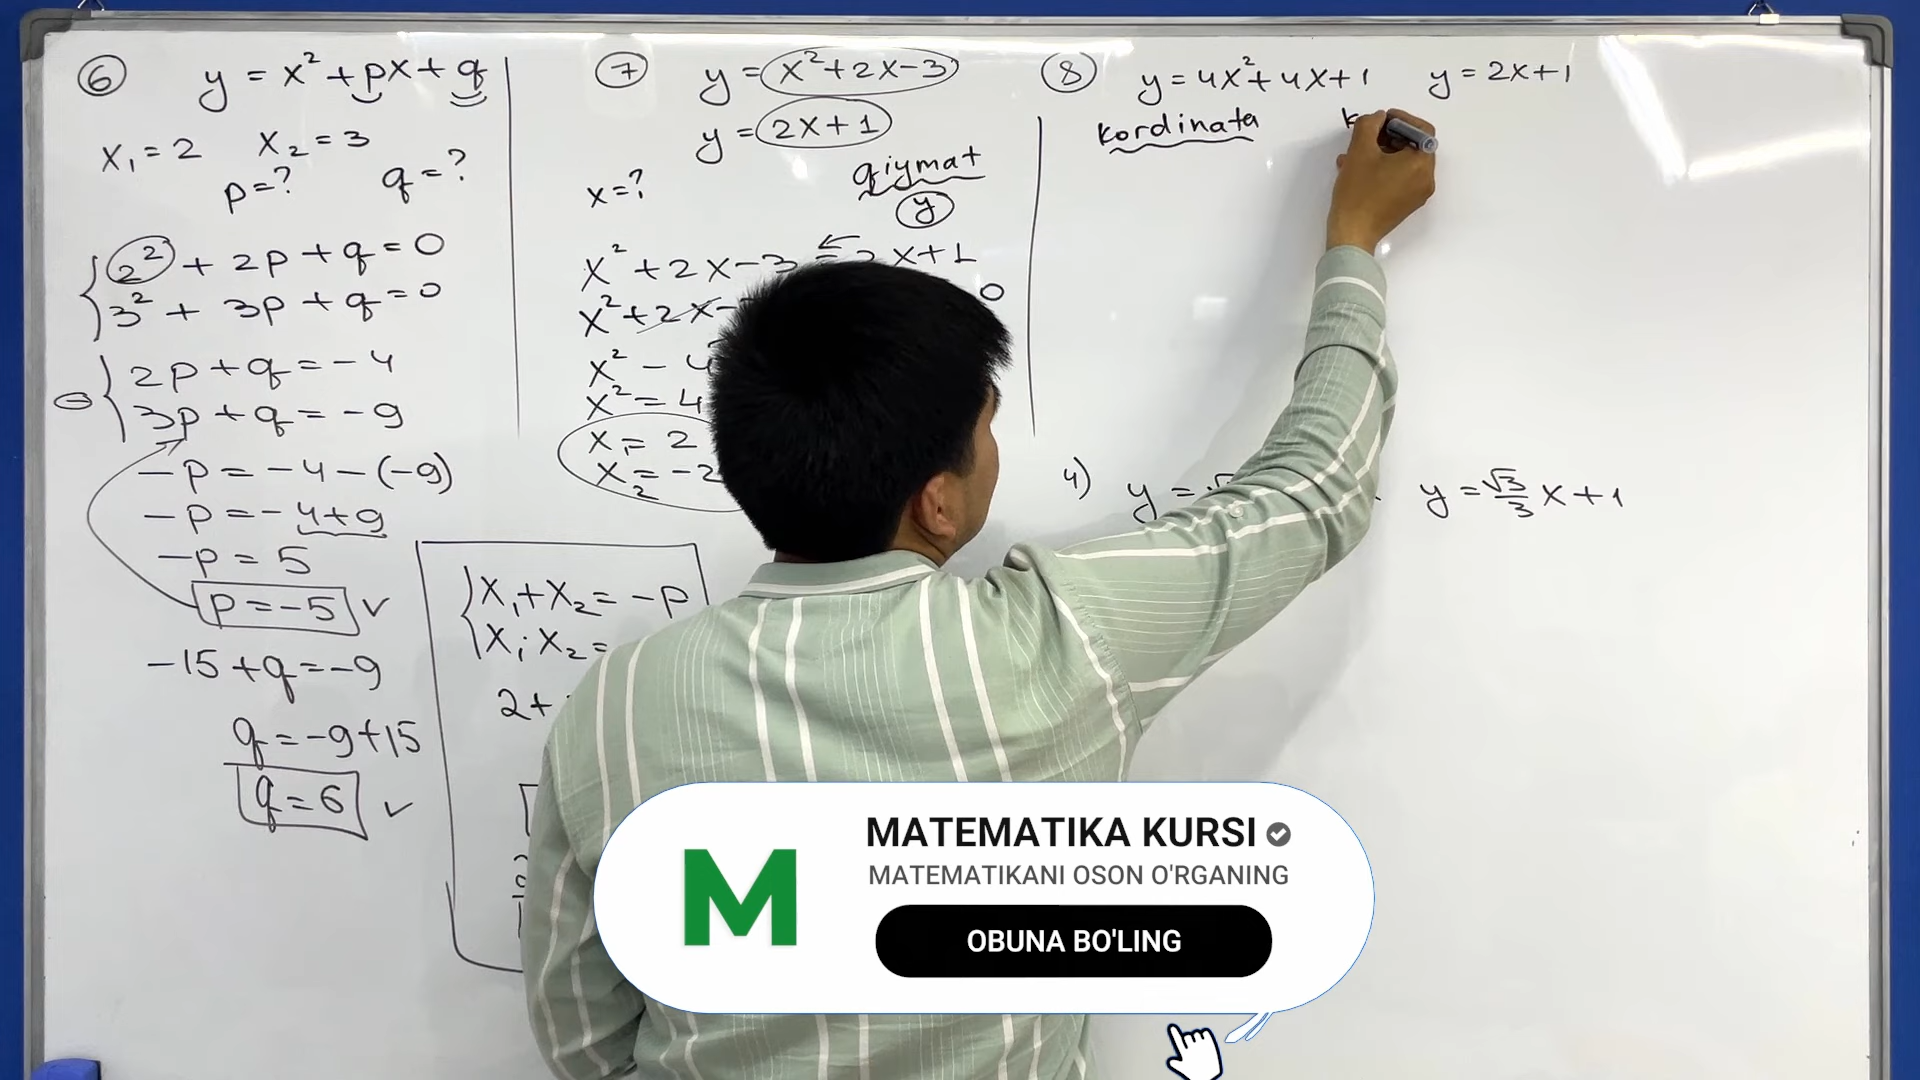 6 y = x² + px + q
x₁ = 2 x₂ = 3
p = ? q = ?
2² + 2p + q = 0
3² + 3p + q = 0
2p + q = -4
3p + q = -9
-p = -4 - (-9)
-p = -4 + 9
-p = 5
p = -5 ✓
-15 + q = -9
q = -9 + 15
q = 6 ✓
x₁ + x₂ = -p
x₁ · x₂ =
2 +
7 y = x² + 2x - 3
y = 2x + 1
x = ? qiymat
y
x² + 2x - 3 = 2x + 1
x² + 2x - 0
x² - 4
x² = 4
x₁ = 2
x₂ = -2
8 y = 4x² + 4x + 1 y = 2x + 1
kordinata k
4) y = √ y = √3/3 x + 1
M
MATEMATIKA KURSI
MATEMATIKANI OSON O'RGANING
OBUNA BO'LING